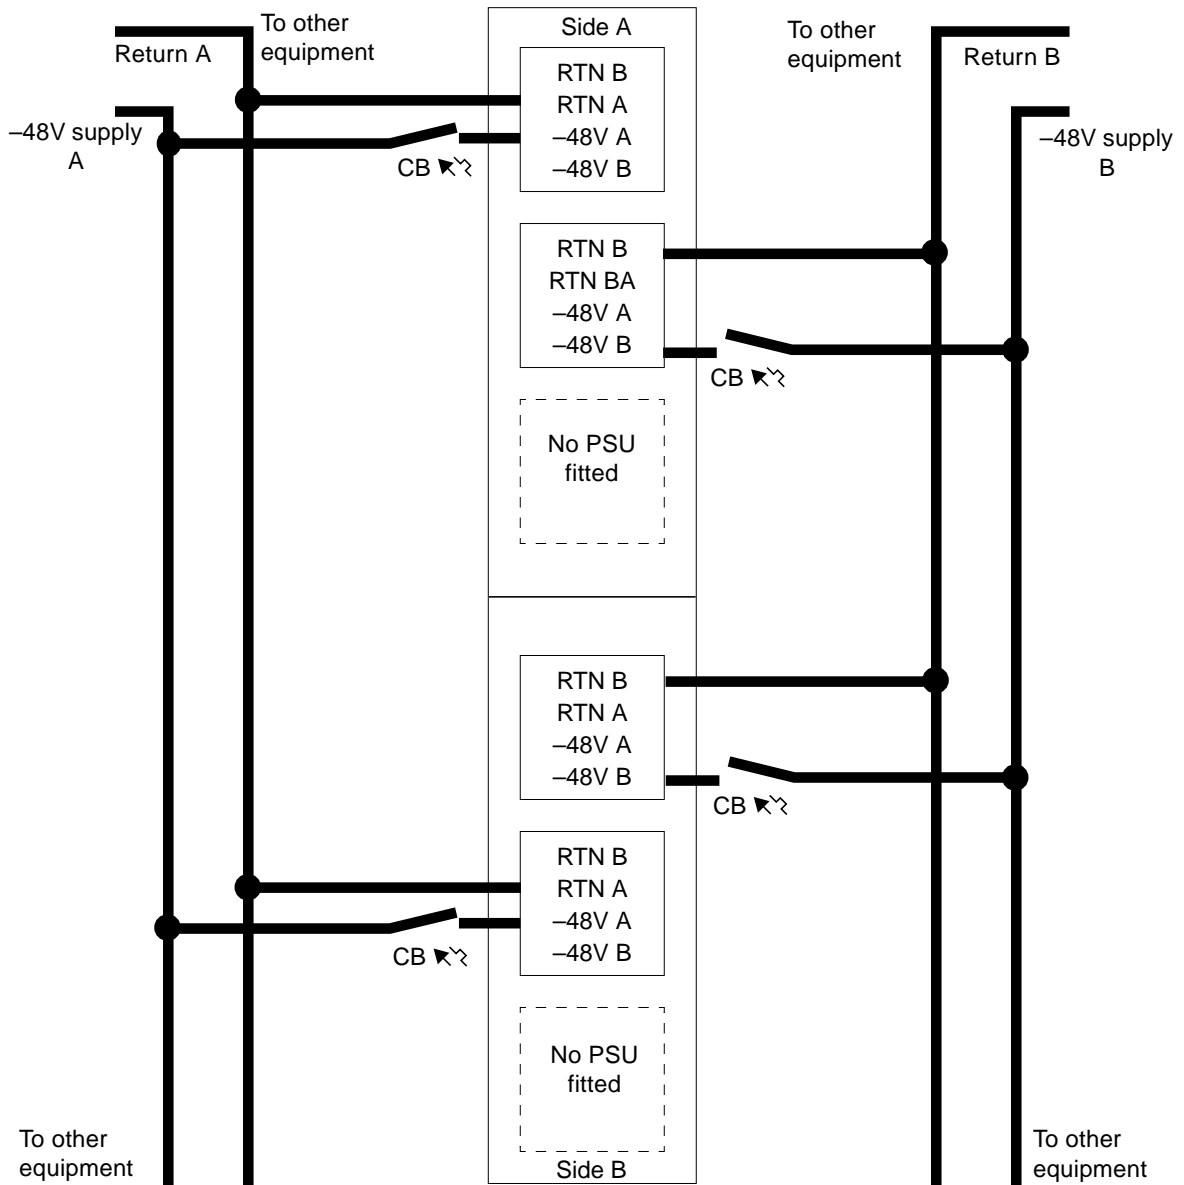 To other
equipment
Return A
–48V supply
A
Side A
RTN B
RTN A
–48V A
–48V B
CB
To other
equipment
Return B
–48V supply
B
RTN B
RTN BA
–48V A
–48V B
CB
No PSU
fitted
RTN B
RTN A
–48V A
–48V B
CB
RTN B
RTN A
–48V A
–48V B
CB
No PSU
fitted
Side B
To other
equipment
To other
equipment